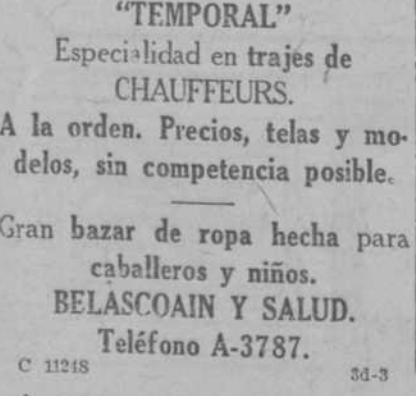 “TEMPORAL”
Especialidad en trajes de
CHAUFFEURS.
A la orden. Precios, telas y mo-
delos, sin competencia posible.
Gran bazar de ropa hecha para
caballeros y niños.
BELASCOAIN Y SALUD.
Teléfono A-3787.
C 11248 3d-3